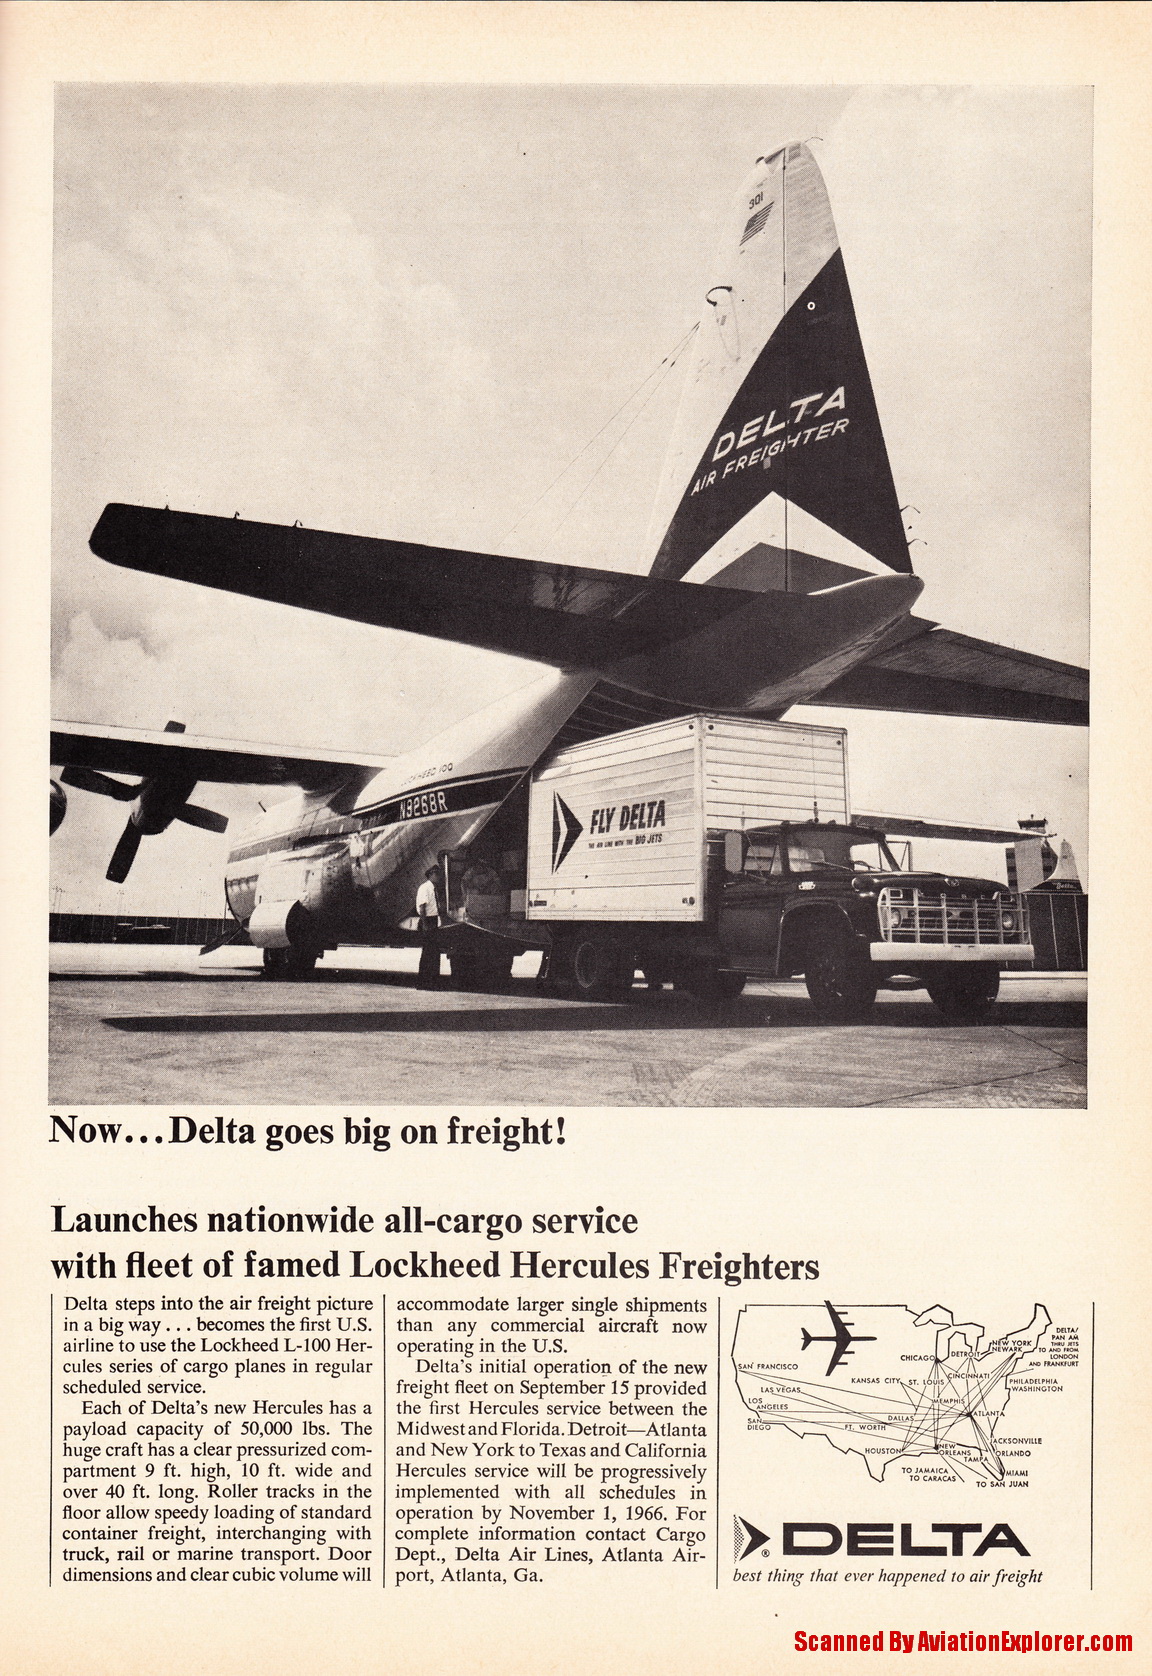 301
DELTA
AIR FREIGHTER
LOCKHEED 100
N9268R
FLY DELTA
THE AIR LINE WITH THE BIG JETS
Delta
Now...Delta goes big on freight!
Launches nationwide all-cargo service
with fleet of famed Lockheed Hercules Freighters
Delta steps into the air freight picture
in a big way . . . becomes the first U.S.
airline to use the Lockheed L-100 Her-
cules series of cargo planes in regular
scheduled service.
Each of Delta's new Hercules has a
payload capacity of 50,000 lbs. The
huge craft has a clear pressurized com-
partment 9 ft. high, 10 ft. wide and
over 40 ft. long. Roller tracks in the
floor allow speedy loading of standard
container freight, interchanging with
truck, rail or marine transport. Door
dimensions and clear cubic volume will
accommodate larger single shipments
than any commercial aircraft now
operating in the U.S.
Delta's initial operation of the new
freight fleet on September 15 provided
the first Hercules service between the
Midwest and Florida. Detroit—Atlanta
and New York to Texas and California
Hercules service will be progressively
implemented with all schedules in
operation by November 1, 1966. For
complete information contact Cargo
Dept., Delta Air Lines, Atlanta Air-
port, Atlanta, Ga.
DELTA/
PAN AM
THRU JETS
TO AND FROM
LONDON
AND FRANKFURT
NEW YORK
NEWARK
DETROIT
CHICAGO
SAN FRANCISCO
CINCINNATI
KANSAS CITY
ST. LOUIS
PHILADELPHIA
WASHINGTON
LAS VEGAS
LOS
ANGELES
MEMPHIS
SAN
DIEGO
DALLAS
FT. WORTH
ATLANTA
JACKSONVILLE
HOUSTON
NEW
ORLEANS
ORLANDO
TAMPA
TO JAMAICA
TO CARACAS
MIAMI
TO SAN JUAN
® DELTA
best thing that ever happened to air freight
Scanned By AviationExplorer.com